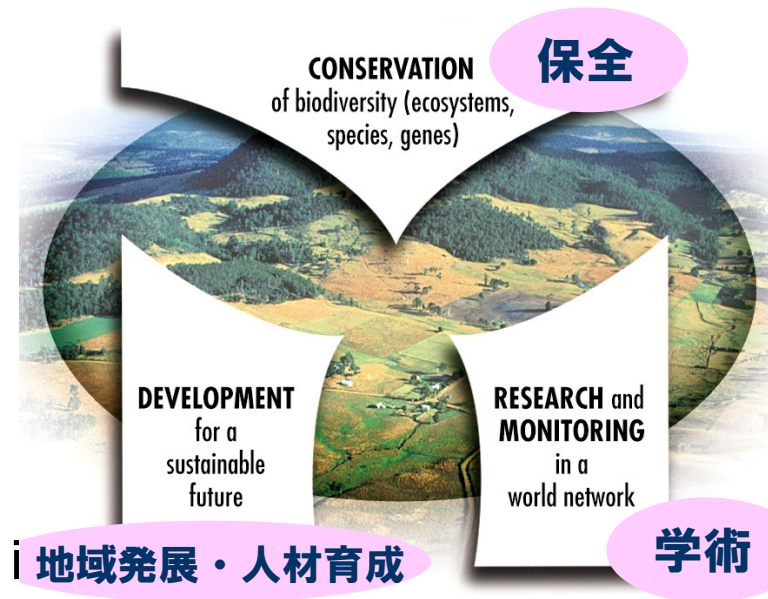 CONSERVATION
of biodiversity (ecosystems,
species, genes)
保全
DEVELOPMENT
for a
sustainable
future
RESEARCH and
MONITORING
in a
world network
地域発展・人材育成
学術